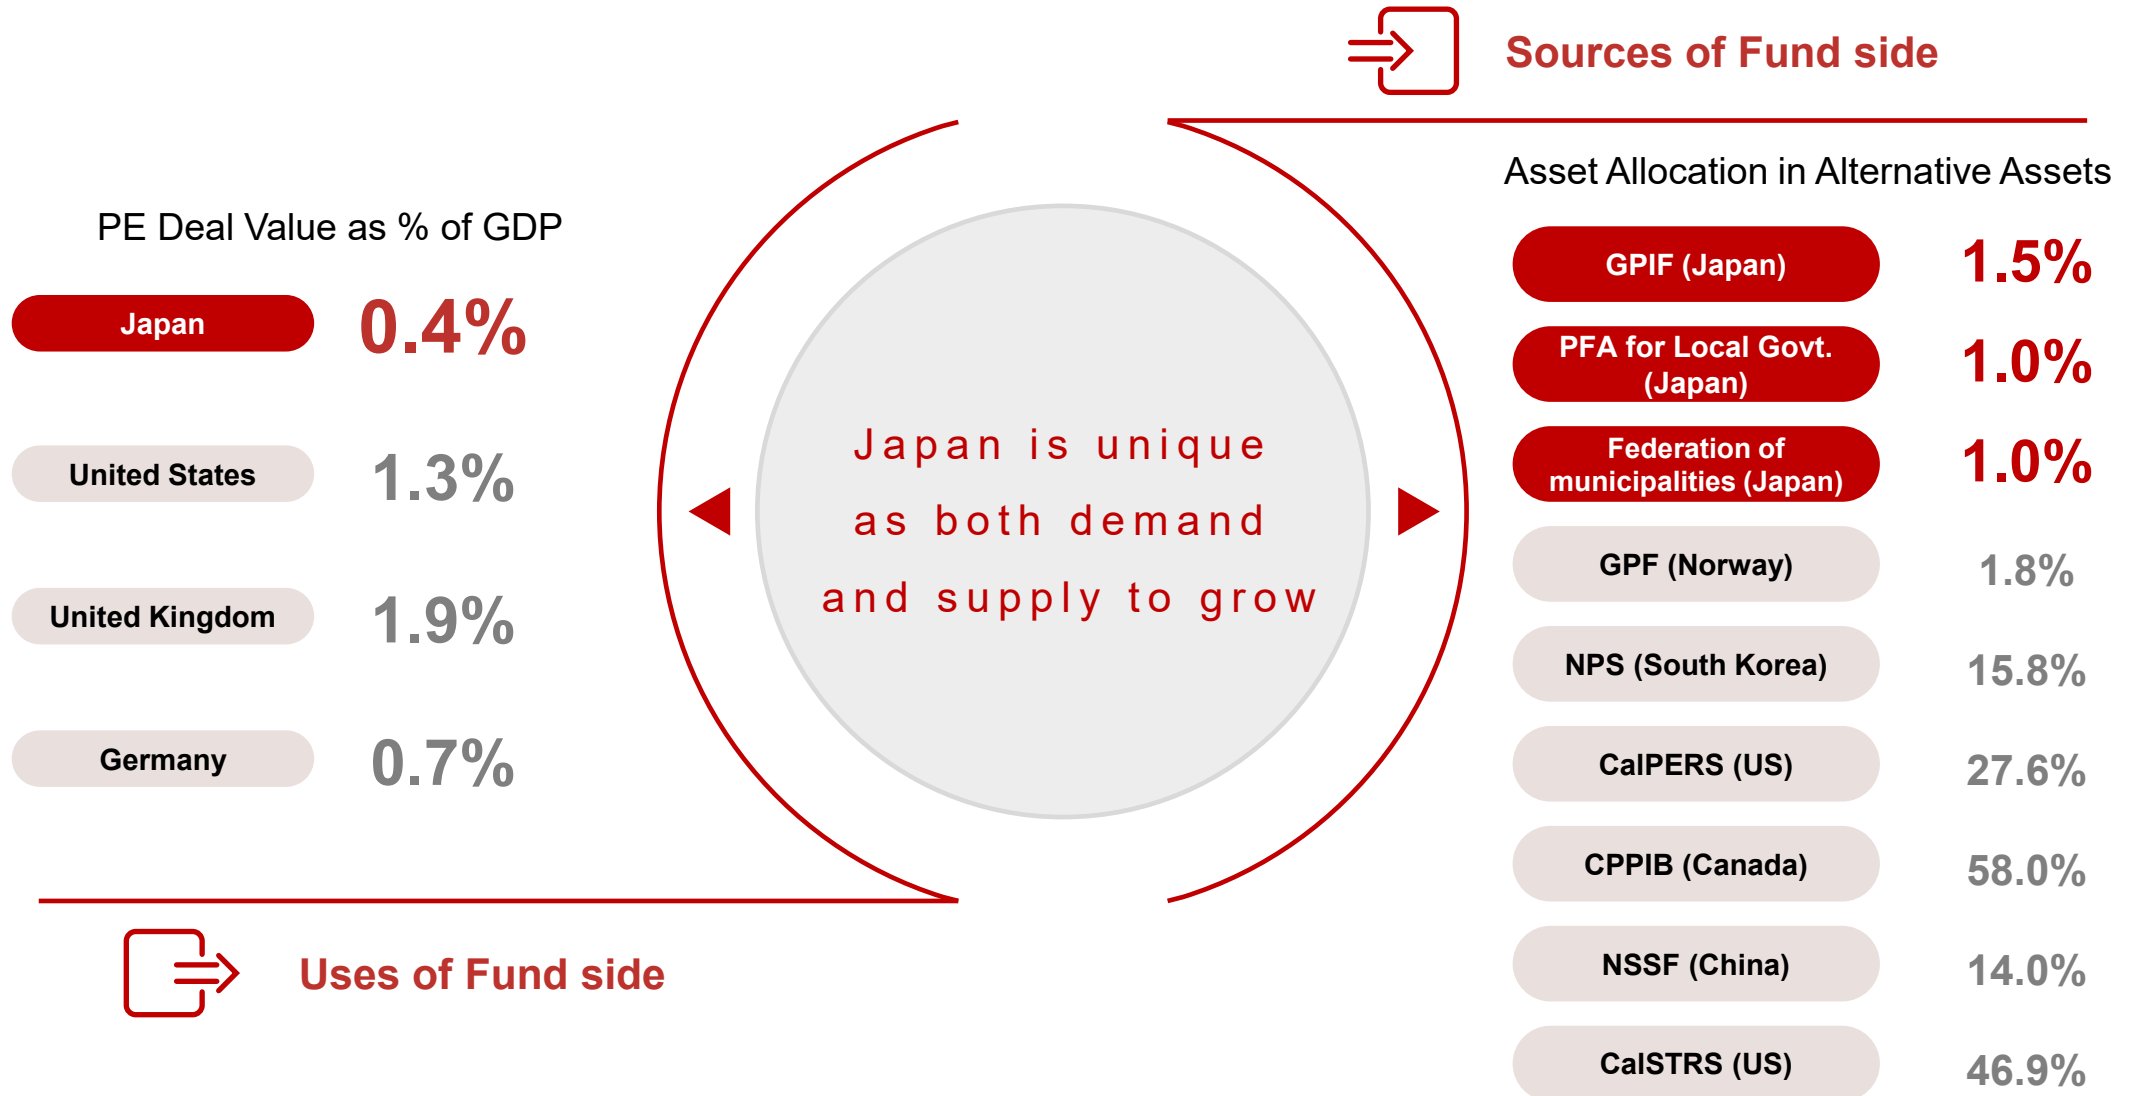 Sources of Fund side
Asset Allocation in Alternative Assets
GPIF (Japan) 1.5%
PFA for Local Govt.
(Japan) 1.0%
Federation of
municipalities (Japan) 1.0%
GPF (Norway) 1.8%
NPS (South Korea) 15.8%
CalPERS (US) 27.6%
CPPIB (Canada) 58.0%
NSSF (China) 14.0%
CalSTRS (US) 46.9%
Japan is unique
as both demand
and supply to grow
PE Deal Value as % of GDP
Japan 0.4%
United States 1.3%
United Kingdom 1.9%
Germany 0.7%
Uses of Fund side